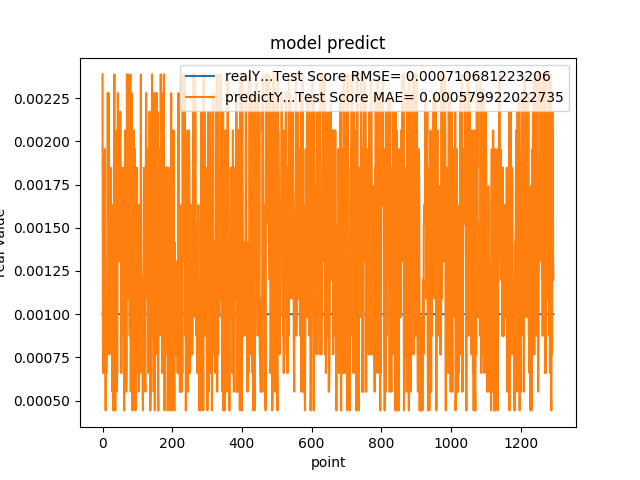 model predict
realY...Test Score RMSE= 0.000710681223206
predictY...Test Score MAE= 0.000579922022735
0.00225
0.00200
0.00175
0.00150
0.00125
0.00100
0.00075
0.00050
real value
0 200 400 600 800 1000 1200
point